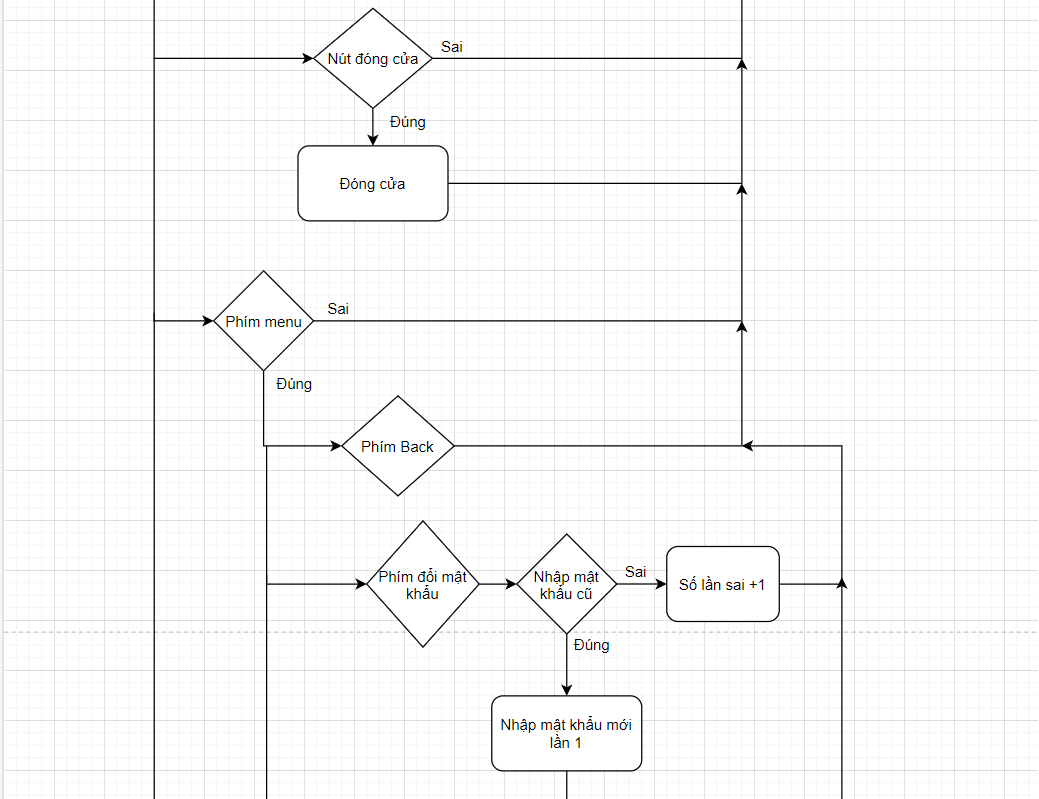 Nút đóng cửa
Sai
Đúng
Đóng cửa
Phím menu
Sai
Đúng
Phím Back
Phím đổi mật
khẩu
Nhập mật
khẩu cũ
Sai
Số lần sai +1
Đúng
Nhập mật khẩu mới
lần 1